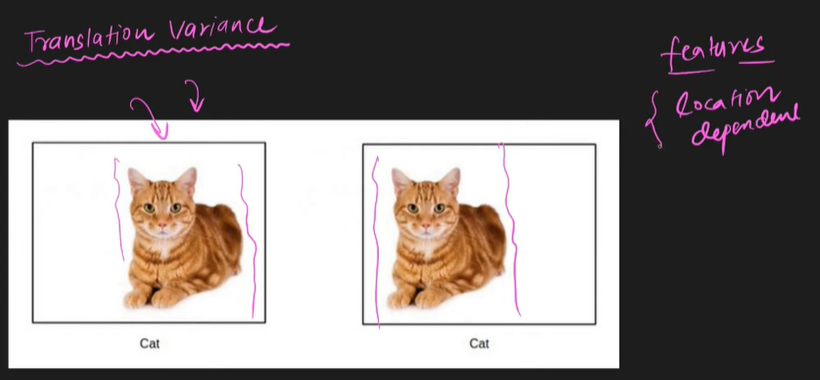 Translation Variance
features
location
dependent
Cat
Cat